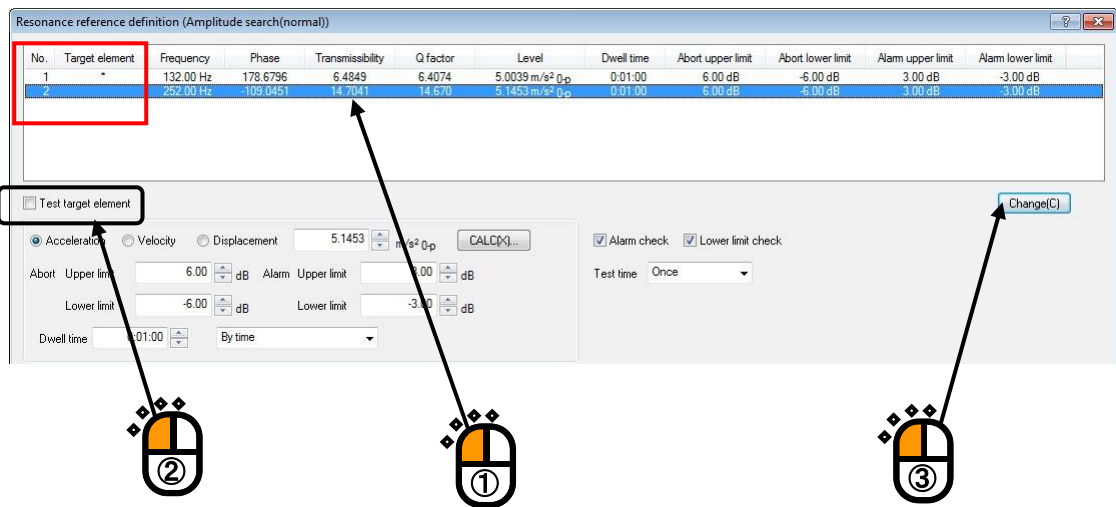 Resonance reference definition (Amplitude search(normal))
No. Target element Frequency Phase Transmissibility Q factor Level Dwell time Abort upper limit Abort lower limit Alarm upper limit Alarm lower limit
1 * 132.00 Hz 178.6796 6.4849 6.4074 5.0039 m/s² 0-p 0:01:00 6.00 dB -6.00 dB 3.00 dB -3.00 dB
2 252.00 Hz -109.0451 14.7041 14.670 5.1453 m/s² 0-p 0:01:00 6.00 dB -6.00 dB 3.00 dB -3.00 dB
Test target element Change(C)
Acceleration Velocity Displacement 5.1453 m/s² 0-p CALC(X)... Alarm check Lower limit check
Abort Upper limit 6.00 dB Alarm Upper limit .00 dB Test time Once
Lower limit -6.00 dB Lower limit -3.00 dB
Dwell time :01:00 By time
② ① ③